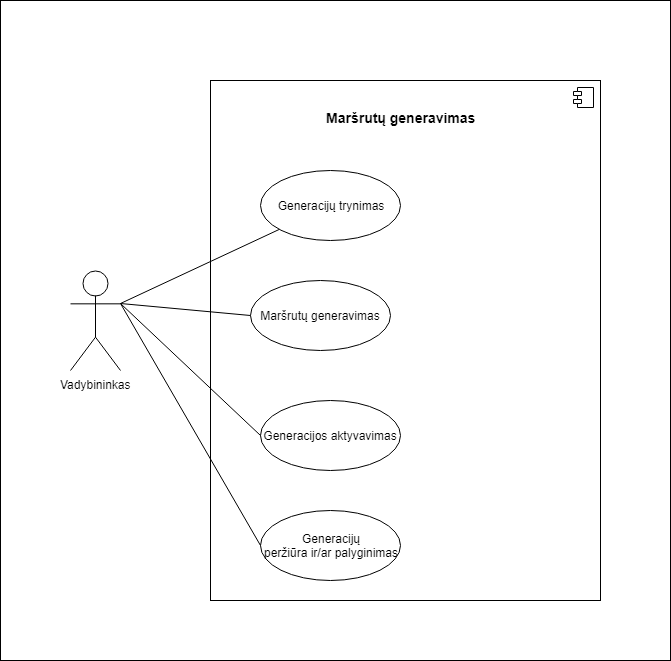 Maršrutų generavimas
Generacijų trynimas
Maršrutų generavimas
Vadybininkas
Generacijos aktyvavimas
Generacijų
peržiūra ir/ar palyginimas